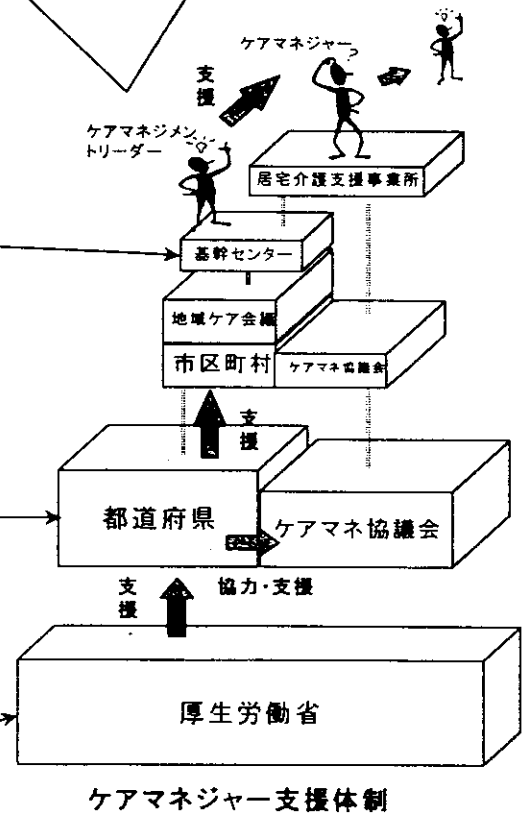 ケアマネジャー
?
支援
ケアマネジメン
トリーダー
居宅介護支援事業所
基幹センター
地域ケア会議
市区町村
ケアマネ協議会
支援
都道府県
ケアマネ協議会
支援
協力・支援
厚生労働省
ケアマネジャー支援体制